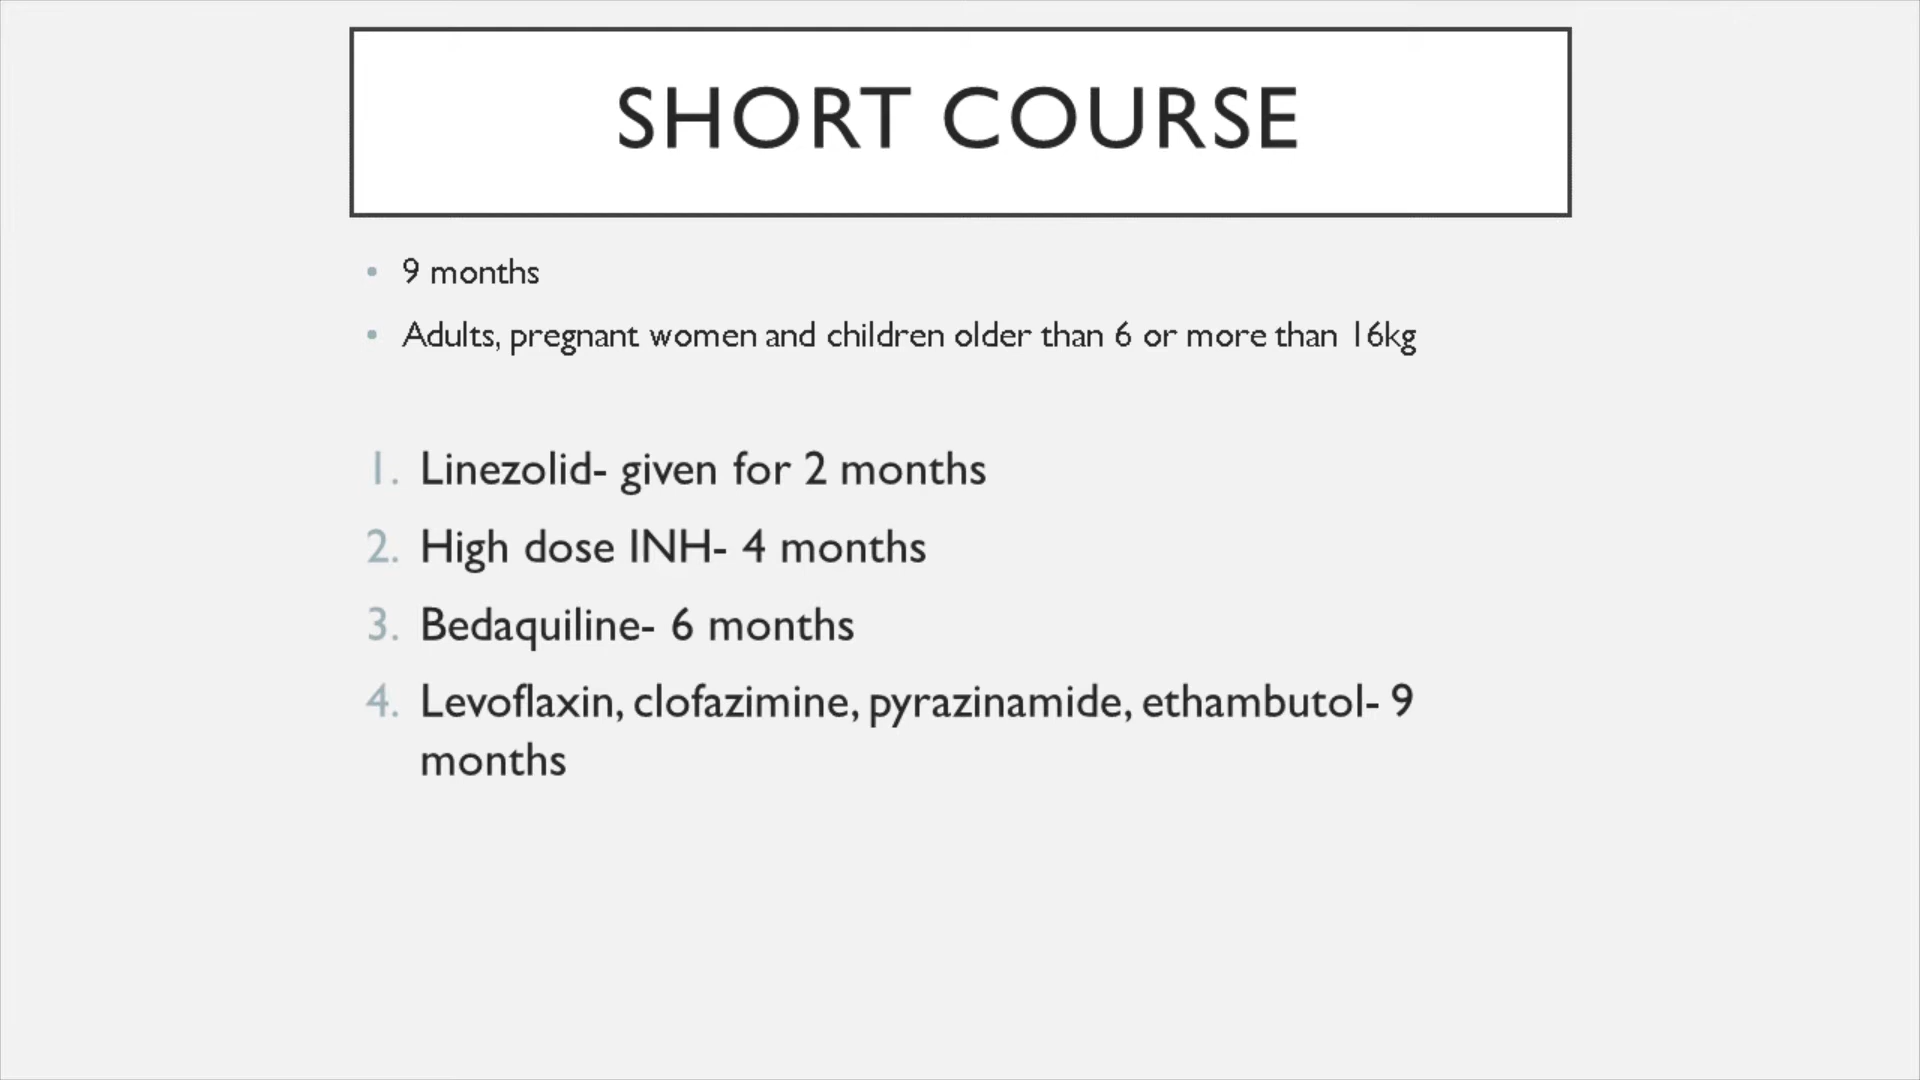 SHORT COURSE
• 9 months
• Adults, pregnant women and children older than 6 or more than 16kg
1. Linezolid- given for 2 months
2. High dose INH- 4 months
3. Bedaquiline- 6 months
4. Levoflaxin, clofazimine, pyrazinamide, ethambutol- 9
months